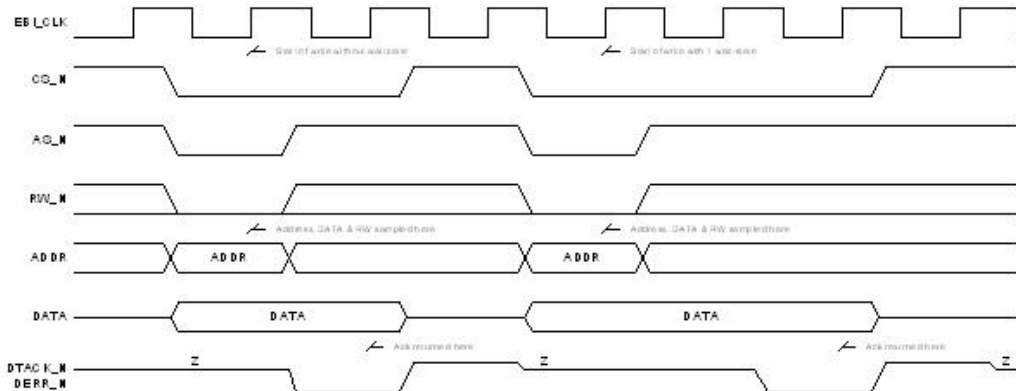 EBI_CLK
Start of write without wait-state
Start of write with 1 wait-state
CS_N
AS_N
RW_N
Address, DATA & RW sampled here
Address, DATA & RW sampled here
ADDR
ADDR
ADDR
DATA
DATA
DATA
Ack returned here
Ack returned here
DTACK_N
Z
Z
Z
DERR_N